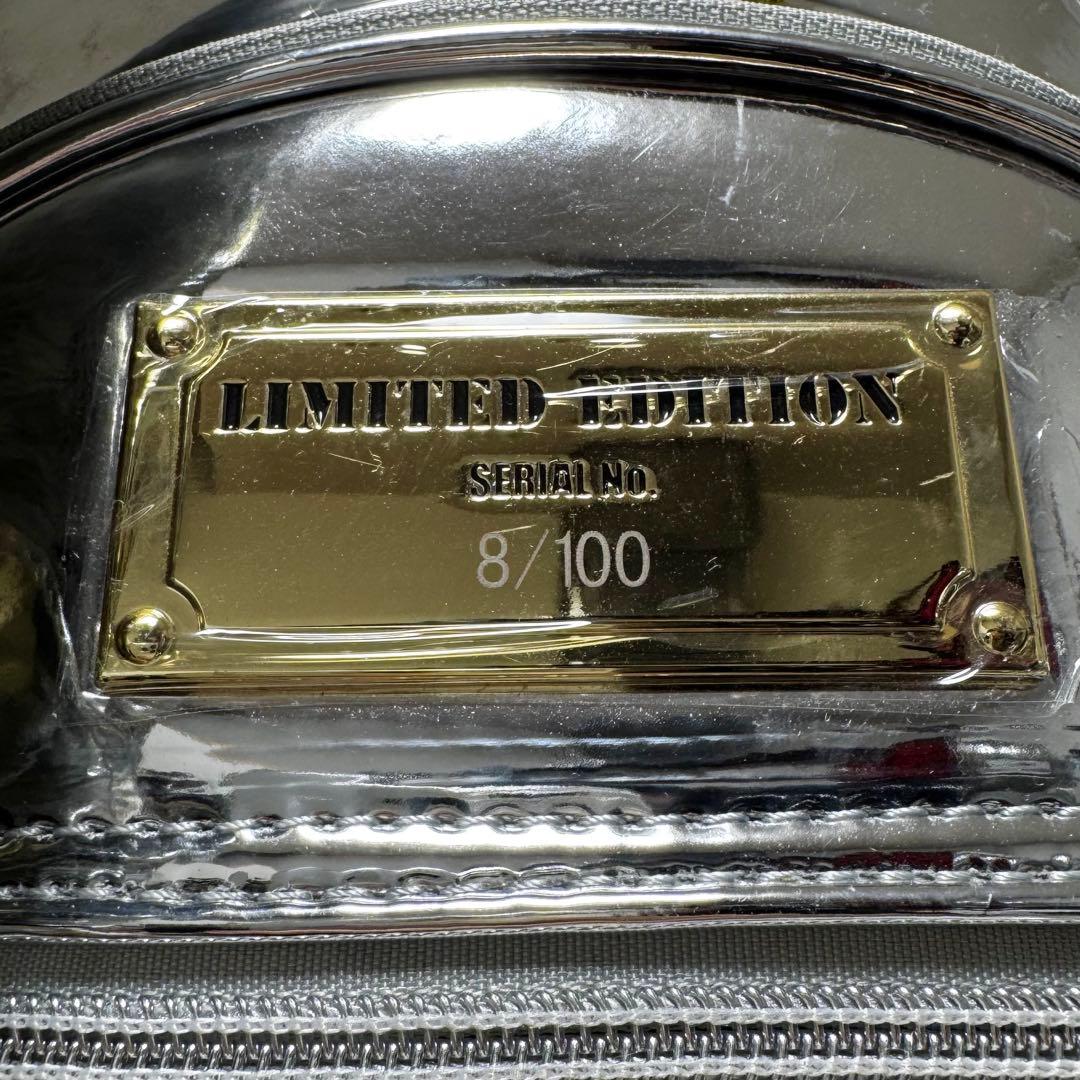 LIMITED EDITION
SERIAL NO.
8/100